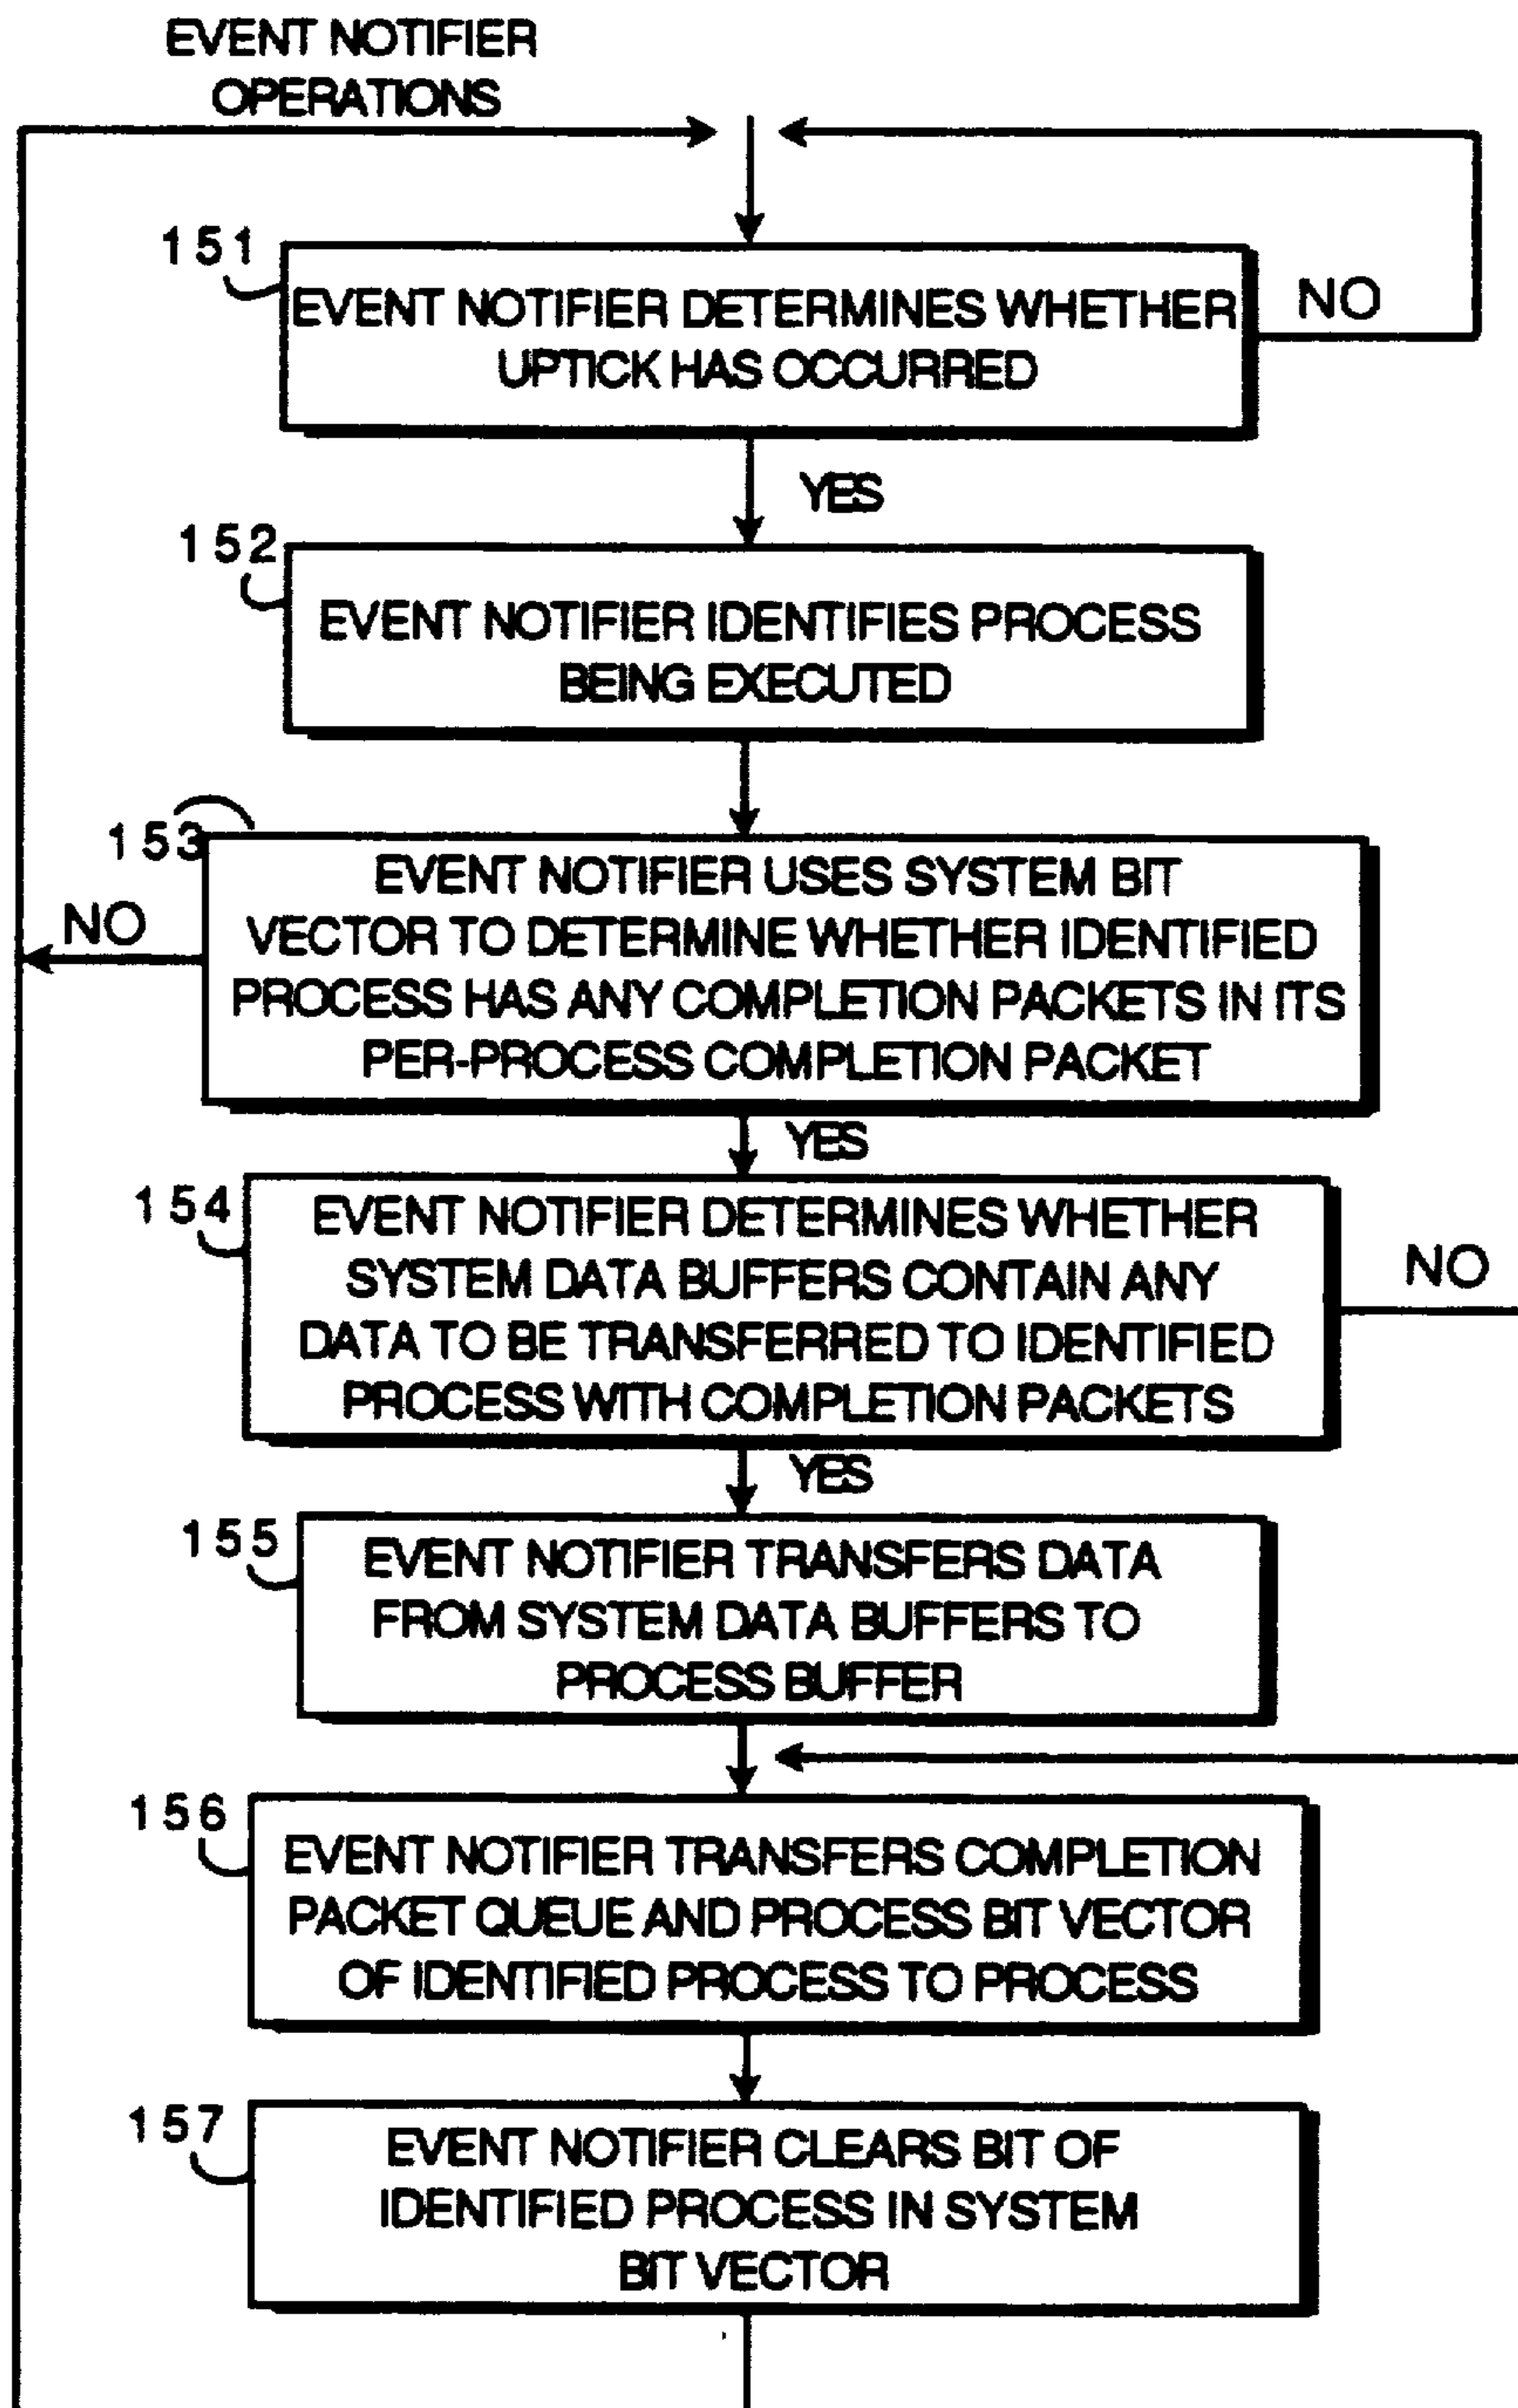 EVENT NOTIFIER
OPERATIONS
151
EVENT NOTIFIER DETERMINES WHETHER
UPTICK HAS OCCURRED
NO
YES
152
EVENT NOTIFIER IDENTIFIES PROCESS
BEING EXECUTED
153
EVENT NOTIFIER USES SYSTEM BIT
VECTOR TO DETERMINE WHETHER IDENTIFIED
PROCESS HAS ANY COMPLETION PACKETS IN ITS
PER-PROCESS COMPLETION PACKET
NO
YES
154
EVENT NOTIFIER DETERMINES WHETHER
SYSTEM DATA BUFFERS CONTAIN ANY
DATA TO BE TRANSFERRED TO IDENTIFIED
PROCESS WITH COMPLETION PACKETS
NO
YES
155
EVENT NOTIFIER TRANSFERS DATA
FROM SYSTEM DATA BUFFERS TO
PROCESS BUFFER
156
EVENT NOTIFIER TRANSFERS COMPLETION
PACKET QUEUE AND PROCESS BIT VECTOR
OF IDENTIFIED PROCESS TO PROCESS
157
EVENT NOTIFIER CLEARS BIT OF
IDENTIFIED PROCESS IN SYSTEM
BIT VECTOR